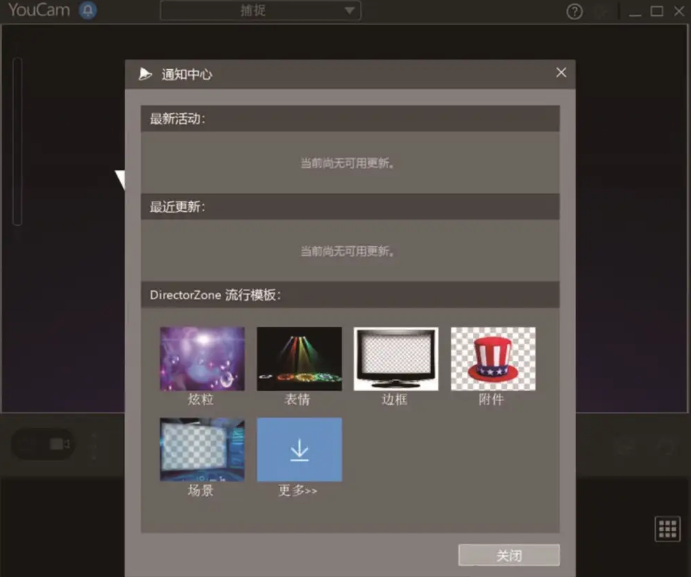 YouCam
捕捉
通知中心
最新活动：
当前尚无可用更新。
最近更新：
当前尚无可用更新。
DirectorZone 流行模板：
炫粒 表情 边框 附件
场景 更多>>
关闭